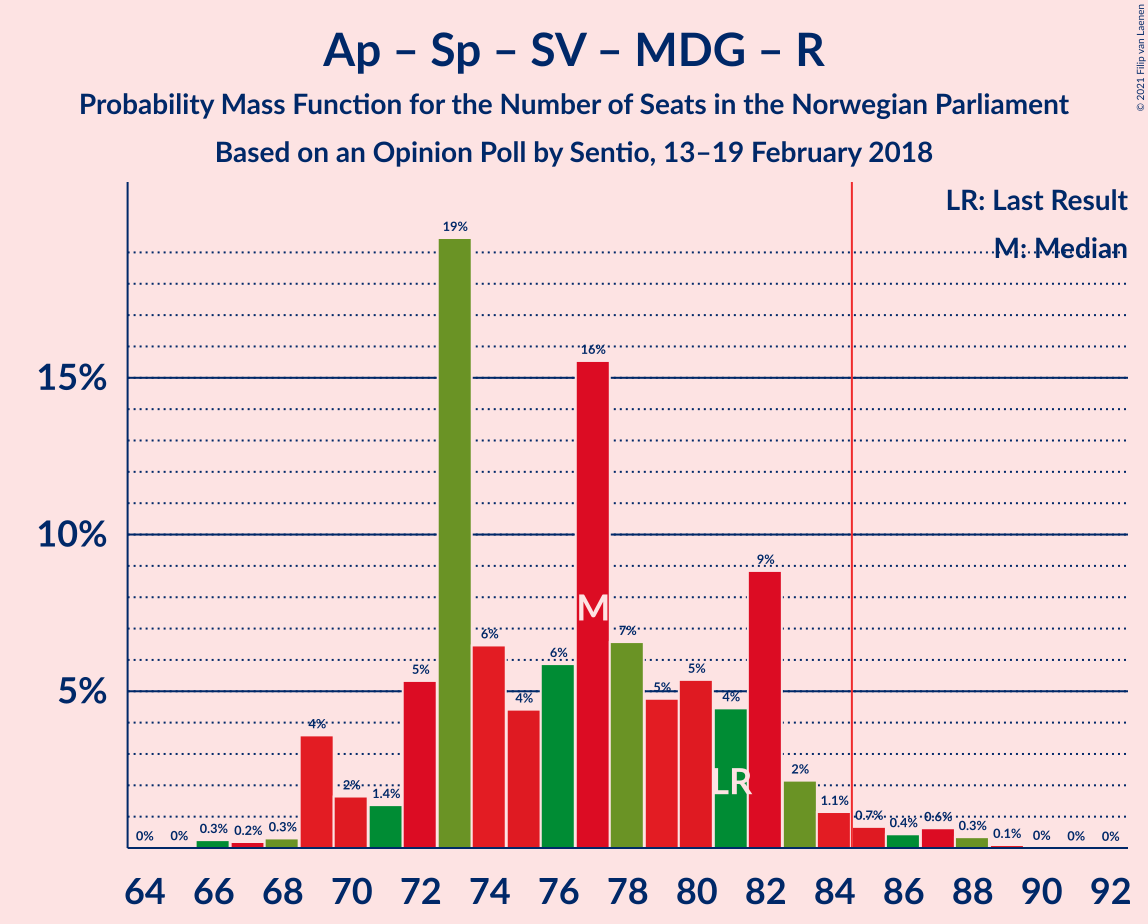 Ap – Sp – SV – MDG – R
Probability Mass Function for the Number of Seats in the Norwegian Parliament
Based on an Opinion Poll by Sentio, 13–19 February 2018
© 2021 Filip van Laenen
LR: Last Result
M: Median
15%
10%
5%
0% 0% 0.3% 0.2% 0.3% 4% 2% 1.4% 5% 19% 6% 4% 6% 16% 7% 5% 5% 4% 9% 2% 1.1% 0.7% 0.4% 0.6% 0.3% 0.1% 0% 0% 0%
M
LR
64 66 68 70 72 74 76 78 80 82 84 86 88 90 92